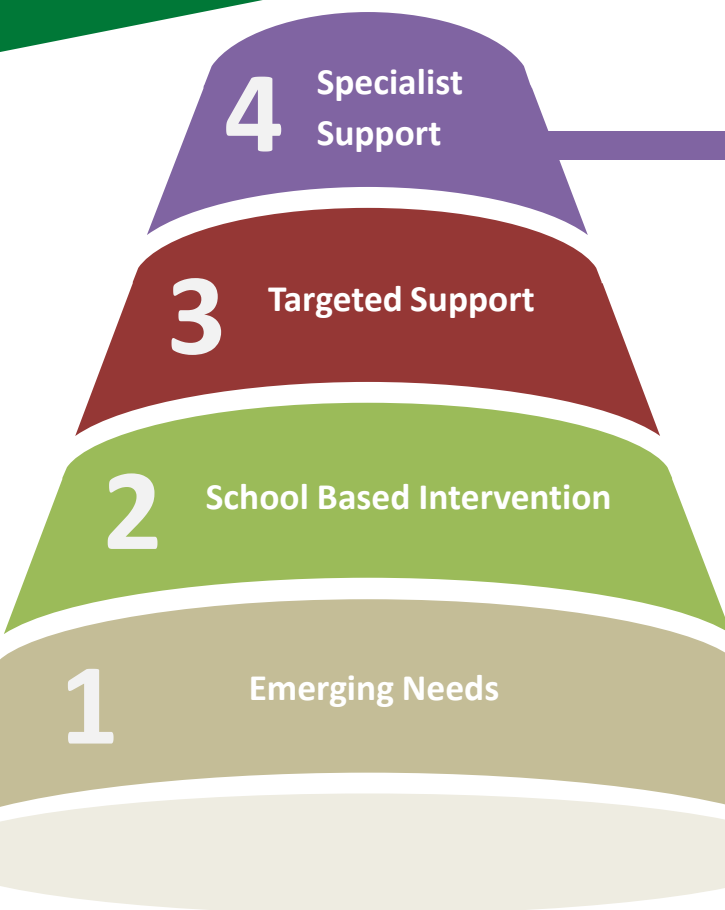 4
Specialist
Support
3
Targeted Support
2
School Based Intervention
1
Emerging Needs